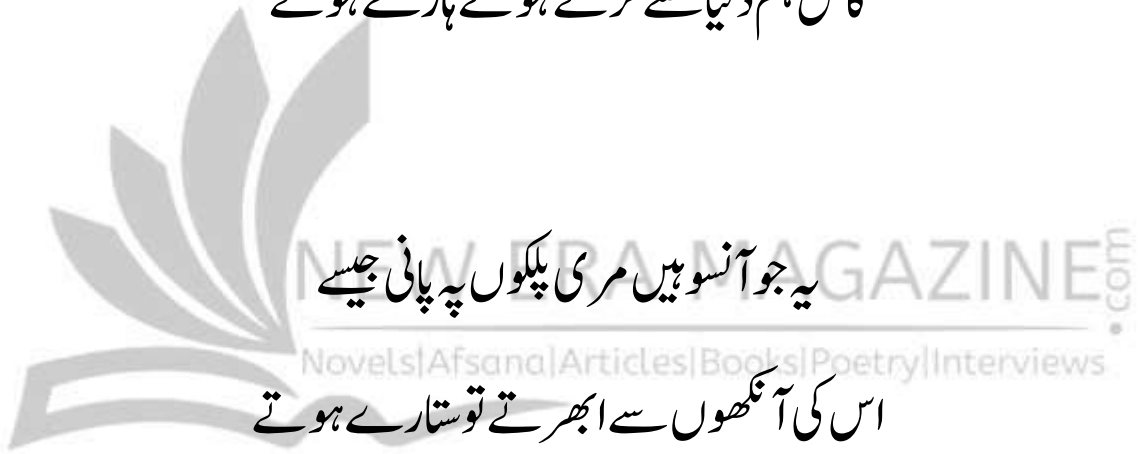 کاش ہم دنیا سے ہوئے ہارے ہوتے
یہ جو آنسو ہیں مری پلکوں پہ پانی جیسے
NEW ERA MAGAZINE.com
Novels|Afsana|Articles|Books|Poetry|Interviews
اس کی آنکھوں سے ابھرتے تو ستارے ہوتے